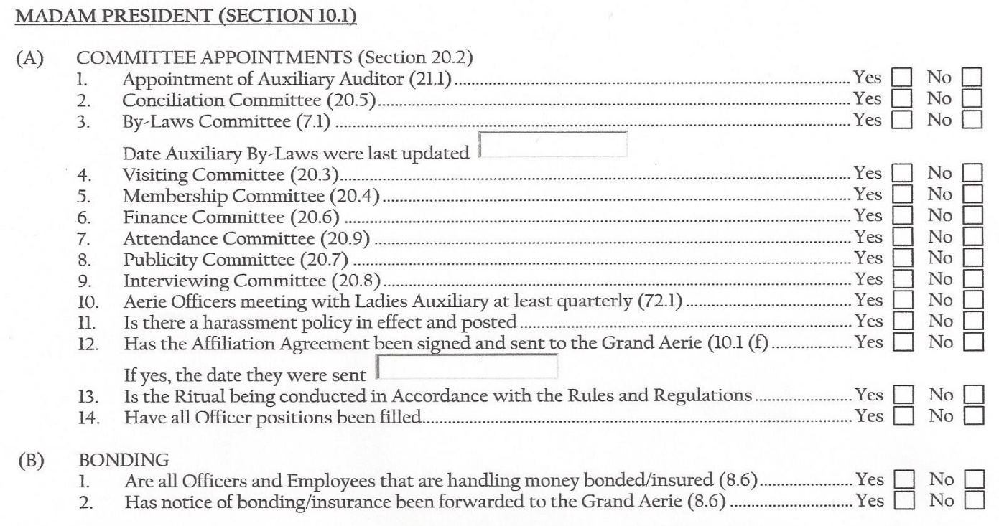 MADAM PRESIDENT (SECTION 10.1)
(A) COMMITTEE APPOINTMENTS (Section 20.2)
1. Appointment of Auxiliary Auditor (21.1) Yes No
2. Conciliation Committee (20.5) Yes No
3. By-Laws Committee (7.1) Yes No
Date Auxiliary By-Laws were last updated
4. Visiting Committee (20.3) Yes No
5. Membership Committee (20.4) Yes No
6. Finance Committee (20.6) Yes No
7. Attendance Committee (20.9) Yes No
8. Publicity Committee (20.7) Yes No
9. Interviewing Committee (20.8) Yes No
10. Aerie Officers meeting with Ladies Auxiliary at least quarterly (72.1) Yes No
11. Is there a harassment policy in effect and posted Yes No
12. Has the Affiliation Agreement been signed and sent to the Grand Aerie (10.1 (f) Yes No
If yes, the date they were sent
13. Is the Ritual being conducted in Accordance with the Rules and Regulations Yes No
14. Have all Officer positions been filled Yes No
(B) BONDING
1. Are all Officers and Employees that are handling money bonded/insured (8.6) Yes No
2. Has notice of bonding/insurance been forwarded to the Grand Aerie (8.6) Yes No